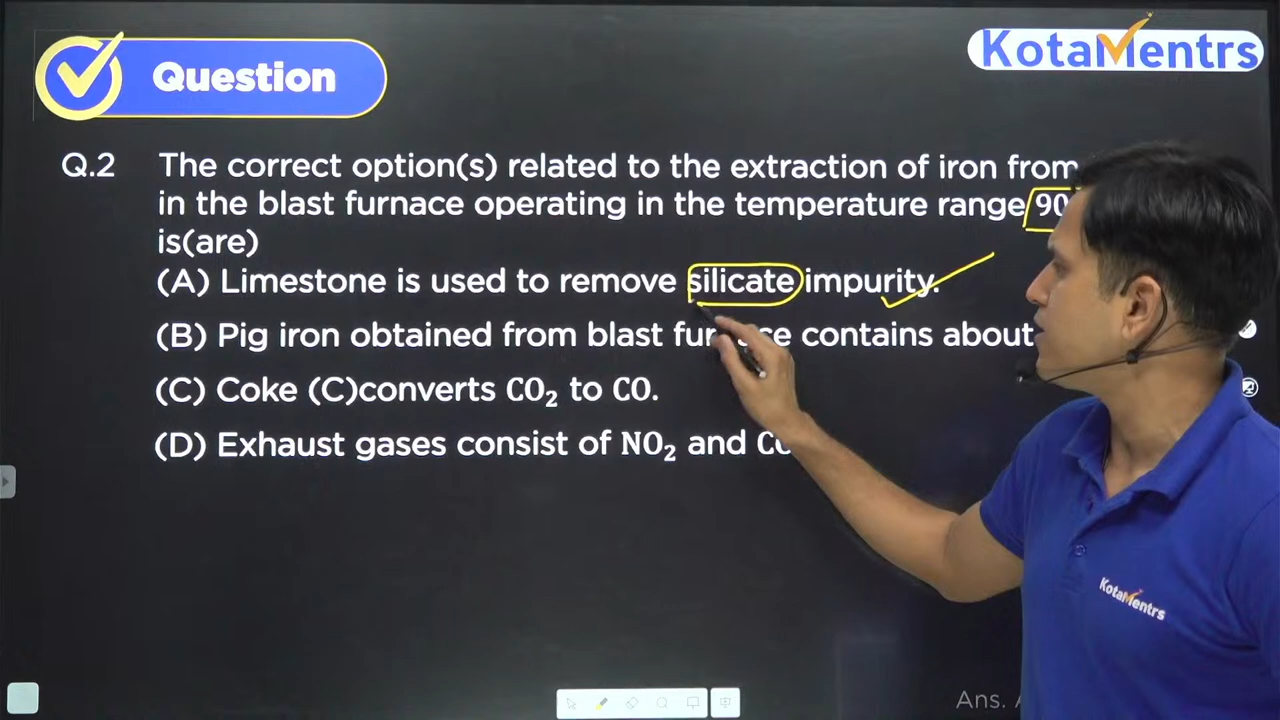 Question
KotaMentrs
Q.2 The correct option(s) related to the extraction of iron from
in the blast furnace operating in the temperature range 90
is(are)
(A) Limestone is used to remove silicate impurity.
(B) Pig iron obtained from blast furnace contains about
(C) Coke (C)converts CO₂ to CO.
(D) Exhaust gases consist of NO₂ and CO
KotaMentrs
Ans. A